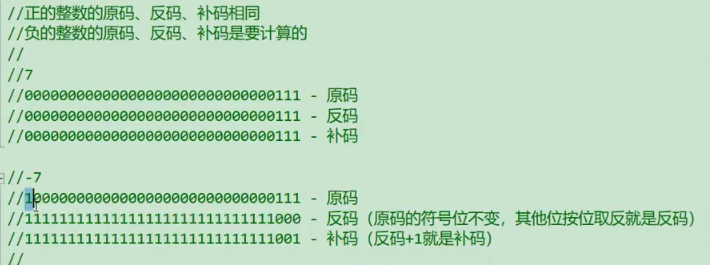 //正的整数的原码、反码、补码相同
//负的整数的原码、反码、补码是要计算的
//
//7
//00000000000000000000000000000111 - 原码
//00000000000000000000000000000111 - 反码
//00000000000000000000000000000111 - 补码
//-7
//10000000000000000000000000000111 - 原码
//11111111111111111111111111111000 - 反码（原码的符号位不变，其他位按位取反就是反码）
//11111111111111111111111111111001 - 补码（反码+1就是补码）
//